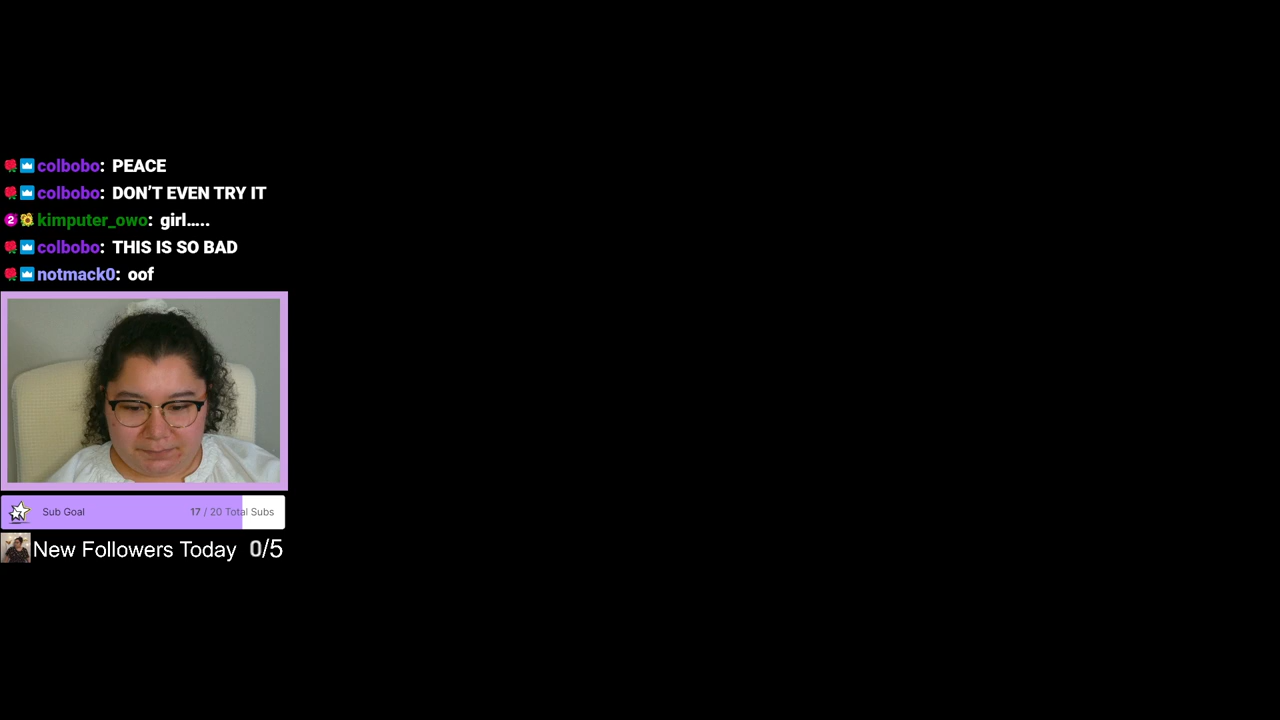 colbobo: PEACE
colbobo: DON'T EVEN TRY IT
2 kimputer_owo: girl.....
colbobo: THIS IS SO BAD
notmack0: oof
Sub Goal 17 / 20 Total Subs
New Followers Today 0/5